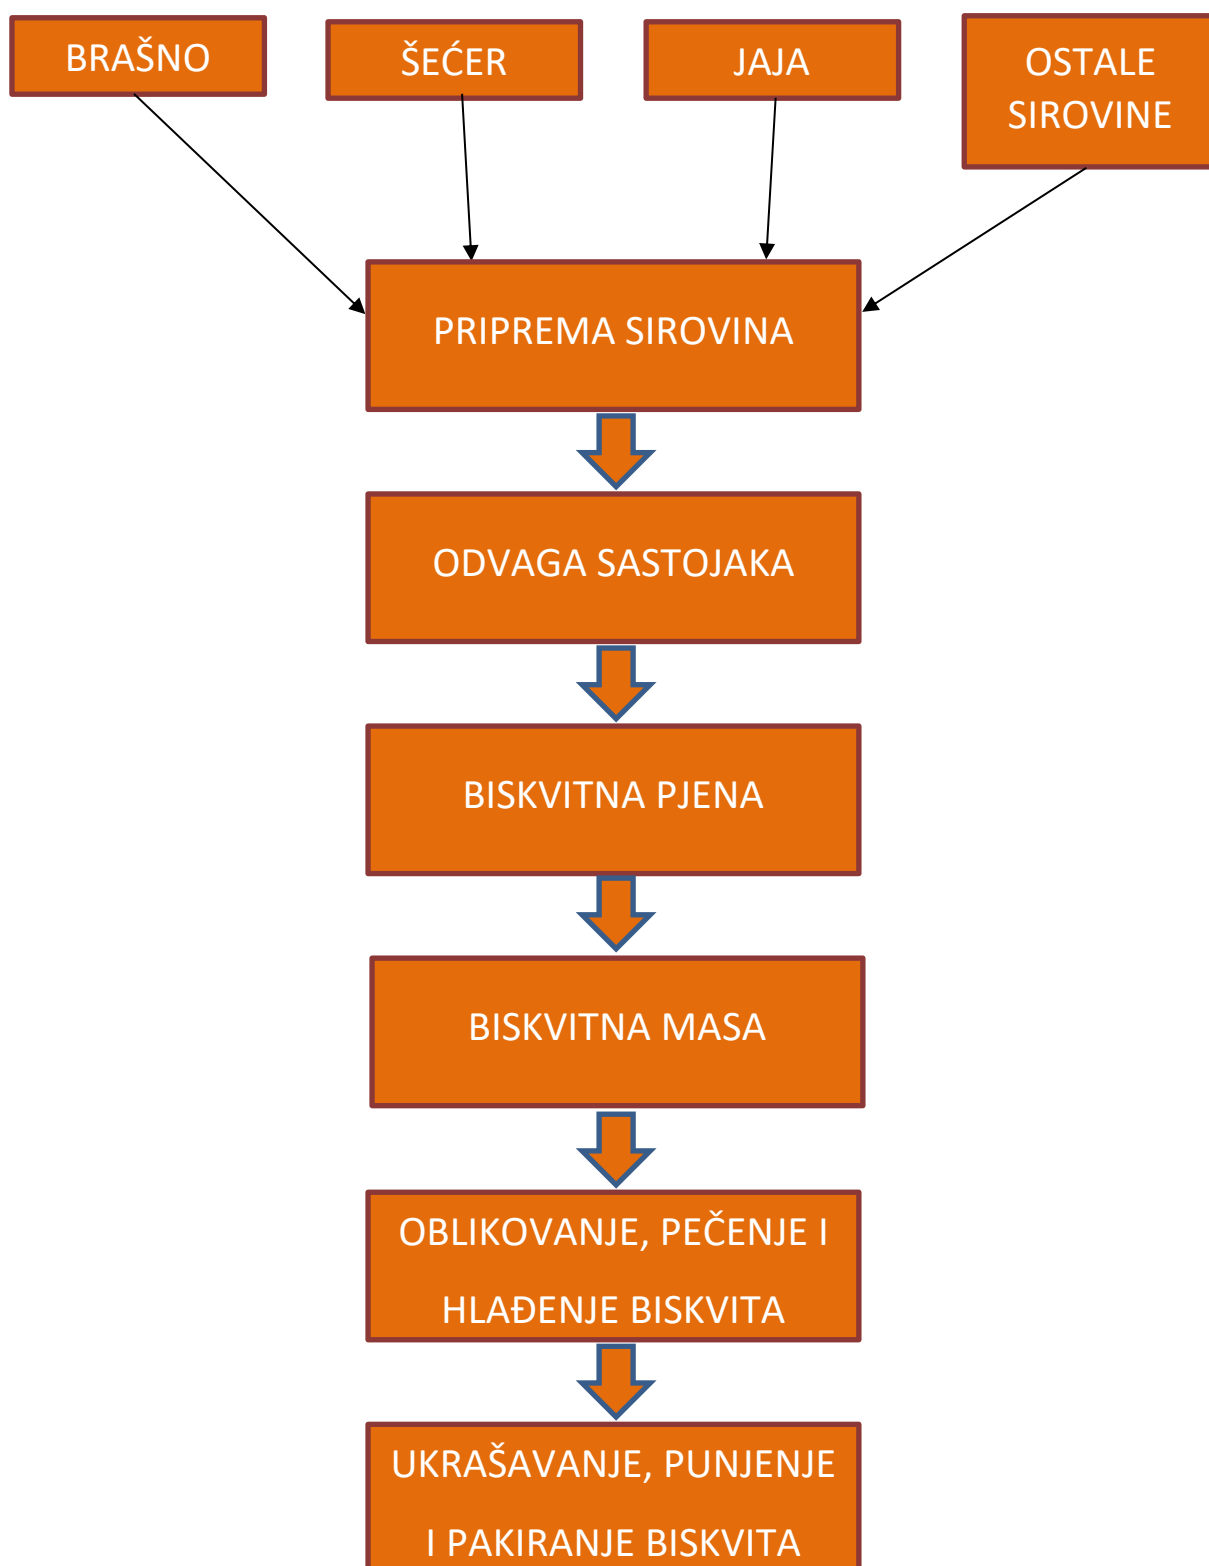 BRAŠNO
ŠEĆER
JAJA
OSTALE
SIROVINE
PRIPREMA SIROVINA
ODVAGA SASTOJAKA
BISKVITNA PJENA
BISKVITNA MASA
OBLIKOVANJE, PEČENJE I
HLAĐENJE BISKVITA
UKRAŠAVANJE, PUNJENJE
I PAKIRANJE BISKVITA